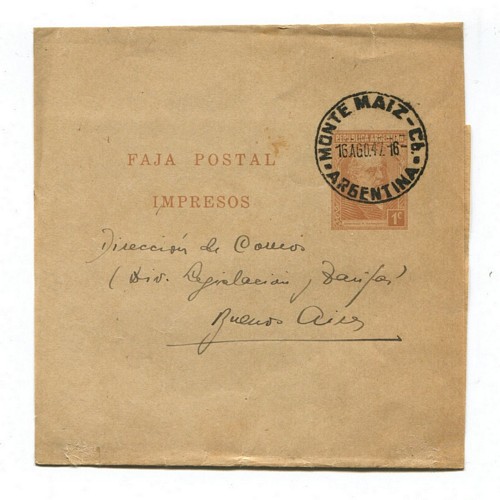 MONTE MAIZ-Cb.
16 AGO.47.16-
ARGENTINA
1c
FAJA POSTAL
IMPRESOS
Dirección de Correos
(Div. Legislación y Tarifas)
Buenos Aires